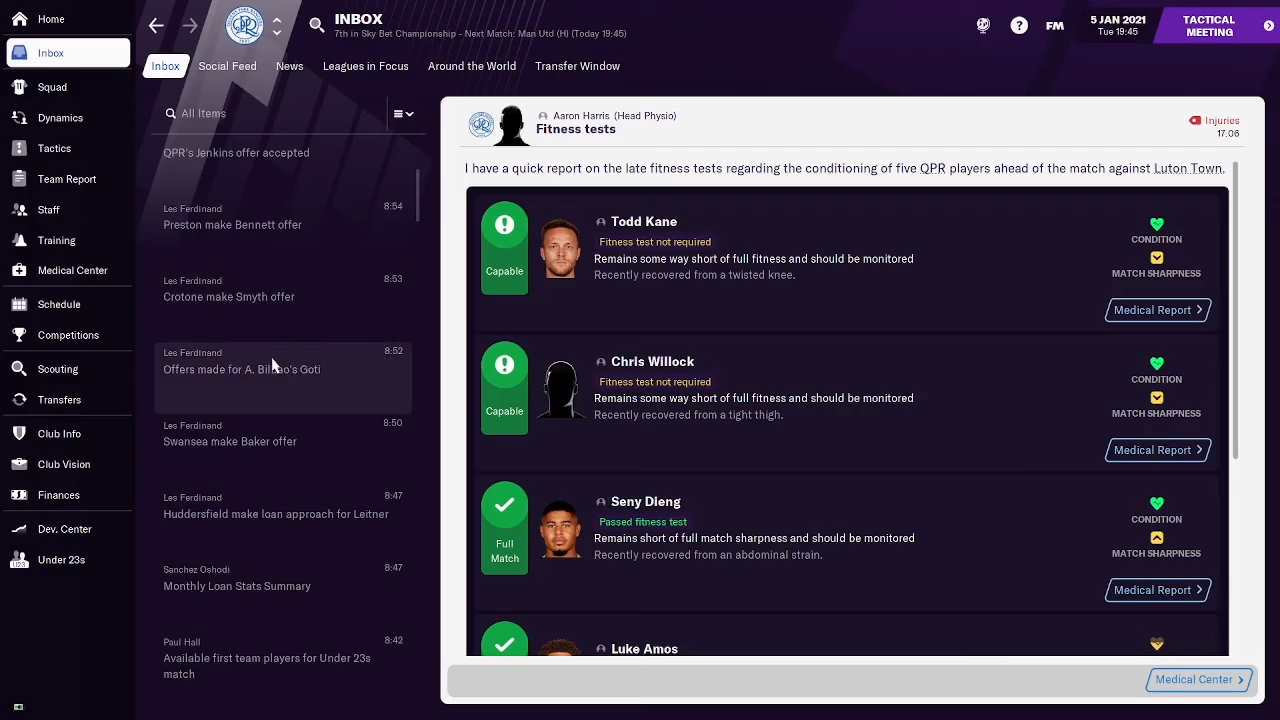 Home
Inbox
Squad
Dynamics
Tactics
Team Report
Staff
Training
Medical Center
Schedule
Competitions
Scouting
Transfers
Club Info
Club Vision
Finances
Dev. Center
Under 23s
INBOX
7th in Sky Bet Championship - Next Match: Man Utd (H) (Today 19:45)
? FM
5 JAN 2021
Tue 19:45
TACTICAL
MEETING
Inbox Social Feed News Leagues in Focus Around the World Transfer Window
All Items
QPR's Jenkins offer accepted
Les Ferdinand 8:54
Preston make Bennett offer
Les Ferdinand 8:53
Crotone make Smyth offer
Les Ferdinand 8:52
Offers made for A. Bilbao's Goti
Les Ferdinand 8:50
Swansea make Baker offer
Les Ferdinand 8:47
Huddersfield make loan approach for Leitner
Sanchez Oshodi 8:47
Monthly Loan Stats Summary
Paul Hall 8:42
Available first team players for Under 23s
match
Aaron Harris (Head Physio)
Fitness tests
Injuries
17.06
I have a quick report on the late fitness tests regarding the conditioning of five QPR players ahead of the match against Luton Town.
Capable
Todd Kane
Fitness test not required
Remains some way short of full fitness and should be monitored
Recently recovered from a twisted knee.
CONDITION
MATCH SHARPNESS
Medical Report
Capable
Chris Willock
Fitness test not required
Remains some way short of full fitness and should be monitored
Recently recovered from a tight thigh.
CONDITION
MATCH SHARPNESS
Medical Report
Full
Match
Seny Dieng
Passed fitness test
Remains short of full match sharpness and should be monitored
Recently recovered from an abdominal strain.
CONDITION
MATCH SHARPNESS
Medical Report
Luke Amos
Medical Center